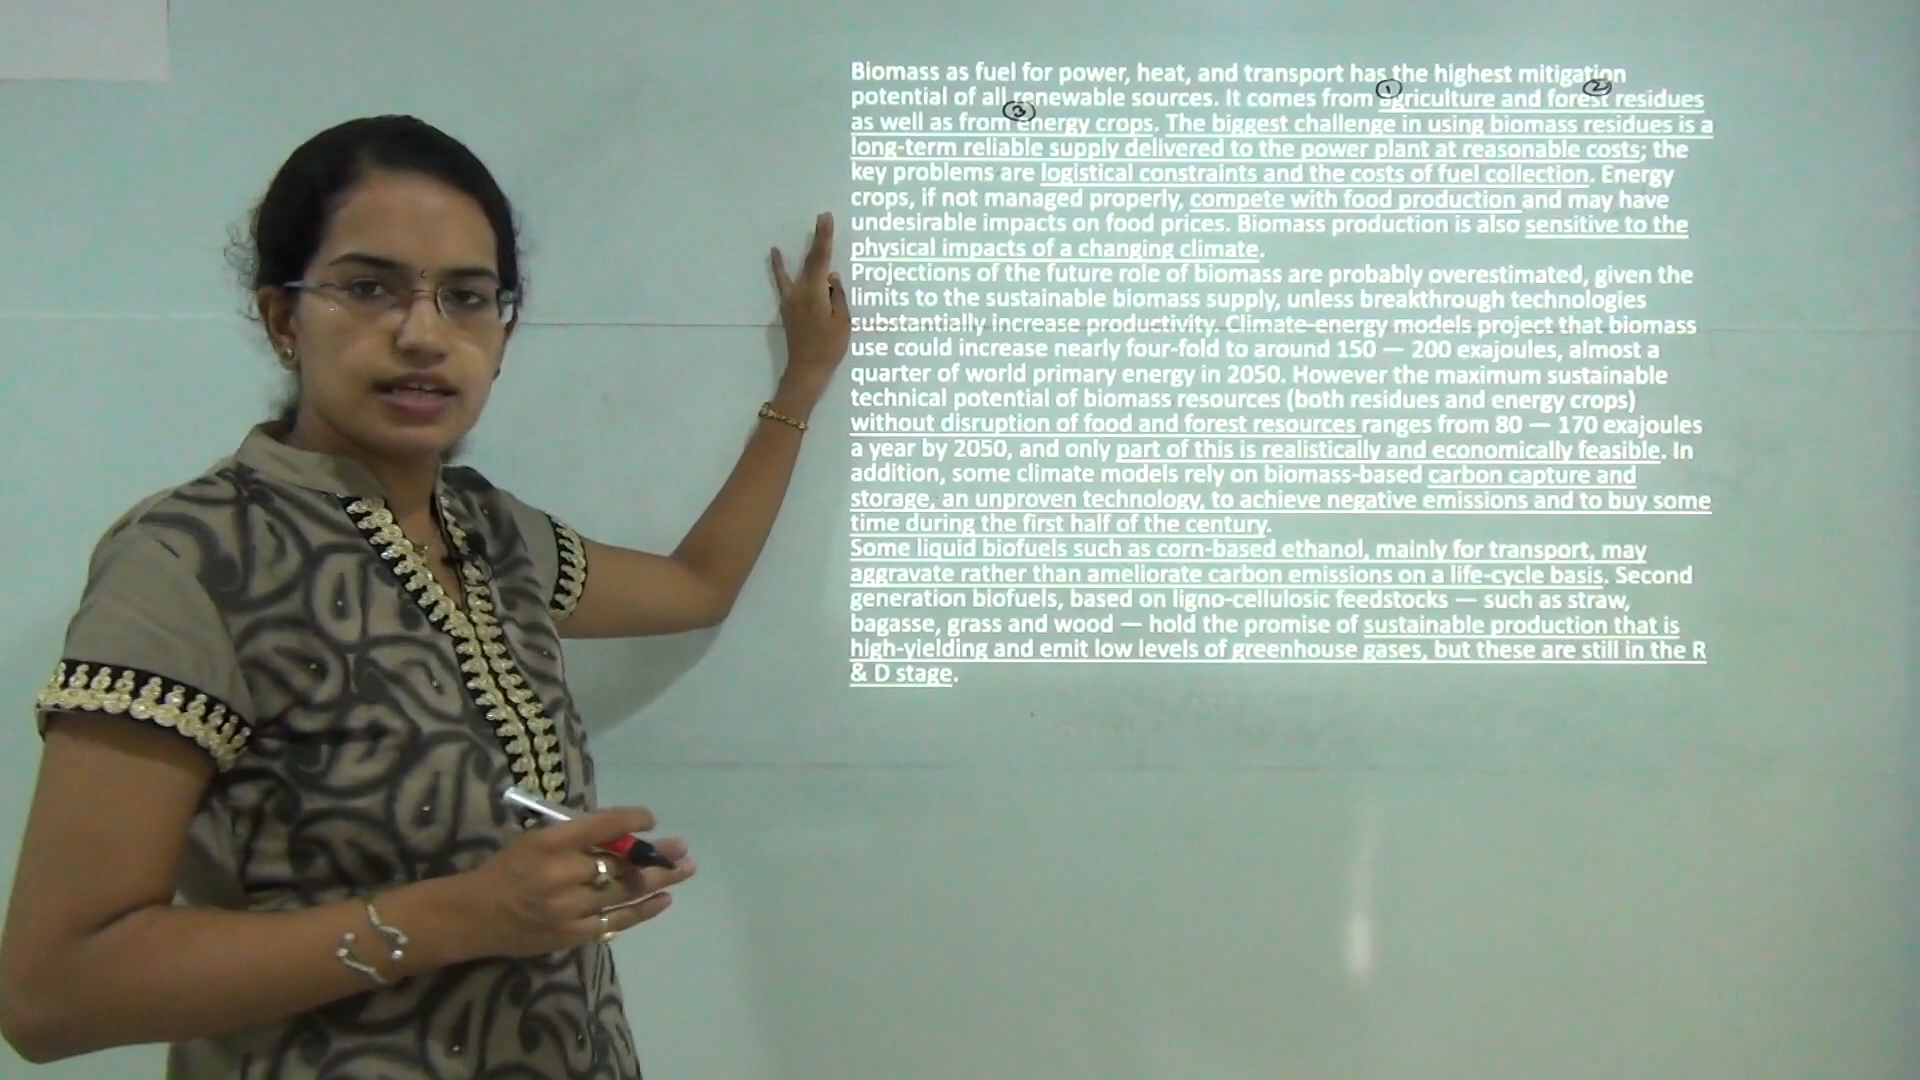 Biomass as fuel for power, heat, and transport has the highest mitigation
① ②
potential of all renewable sources. It comes from agriculture and forest residues
③
as well as from energy crops. The biggest challenge in using biomass residues is a
long-term reliable supply delivered to the power plant at reasonable costs; the
key problems are logistical constraints and the costs of fuel collection. Energy
crops, if not managed properly, compete with food production and may have
undesirable impacts on food prices. Biomass production is also sensitive to the
physical impacts of a changing climate.
Projections of the future role of biomass are probably overestimated, given the
limits to the sustainable biomass supply, unless breakthrough technologies
substantially increase productivity. Climate-energy models project that biomass
use could increase nearly four-fold to around 150 — 200 exajoules, almost a
quarter of world primary energy in 2050. However the maximum sustainable
technical potential of biomass resources (both residues and energy crops)
without disruption of food and forest resources ranges from 80 — 170 exajoules
a year by 2050, and only part of this is realistically and economically feasible. In
addition, some climate models rely on biomass-based carbon capture and
storage, an unproven technology, to achieve negative emissions and to buy some
time during the first half of the century.
Some liquid biofuels such as corn-based ethanol, mainly for transport, may
aggravate rather than ameliorate carbon emissions on a life-cycle basis. Second
generation biofuels, based on ligno-cellulosic feedstocks — such as straw,
bagasse, grass and wood — hold the promise of sustainable production that is
high-yielding and emit low levels of greenhouse gases, but these are still in the R
& D stage.